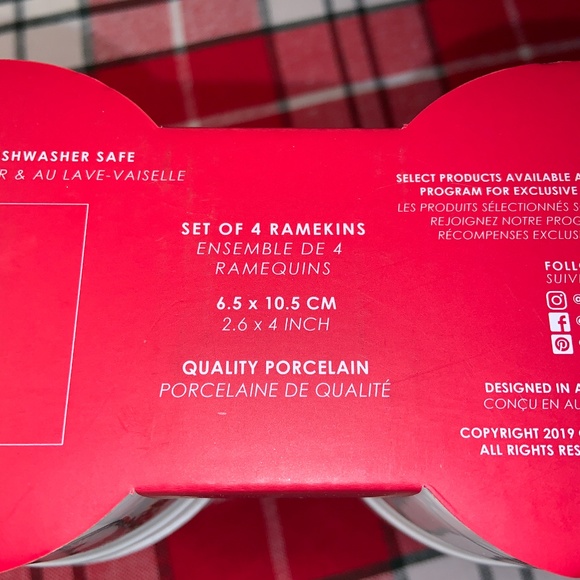 SHWASHER SAFE
R & AU LAVE-VAISELLE
SET OF 4 RAMEKINS
ENSEMBLE DE 4
RAMEQUINS
6.5 x 10.5 CM
2.6 x 4 INCH
QUALITY PORCELAIN
PORCELAINE DE QUALITÉ
SELECT PRODUCTS AVAILABLE A
PROGRAM FOR EXCLUSIVE
LES PRODUITS SÉLECTIONNÉS S
REJOIGNEZ NOTRE PROG
RÉCOMPENSES EXCLUS
FOLL
SUIVE
DESIGNED IN A
CONÇU EN AU
COPYRIGHT 2019
ALL RIGHTS RES